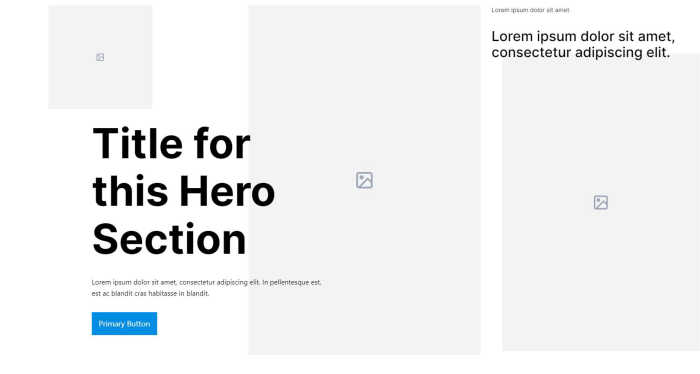 Lorem ipsum dolor sit amet
Lorem ipsum dolor sit amet,
consectetur adipiscing elit.
Title for
this Hero
Section
Lorem ipsum dolor sit amet, consectetur adipiscing elit. In pellentesque est,
est ac blandit cras habitasse in blandit.
Primary Button